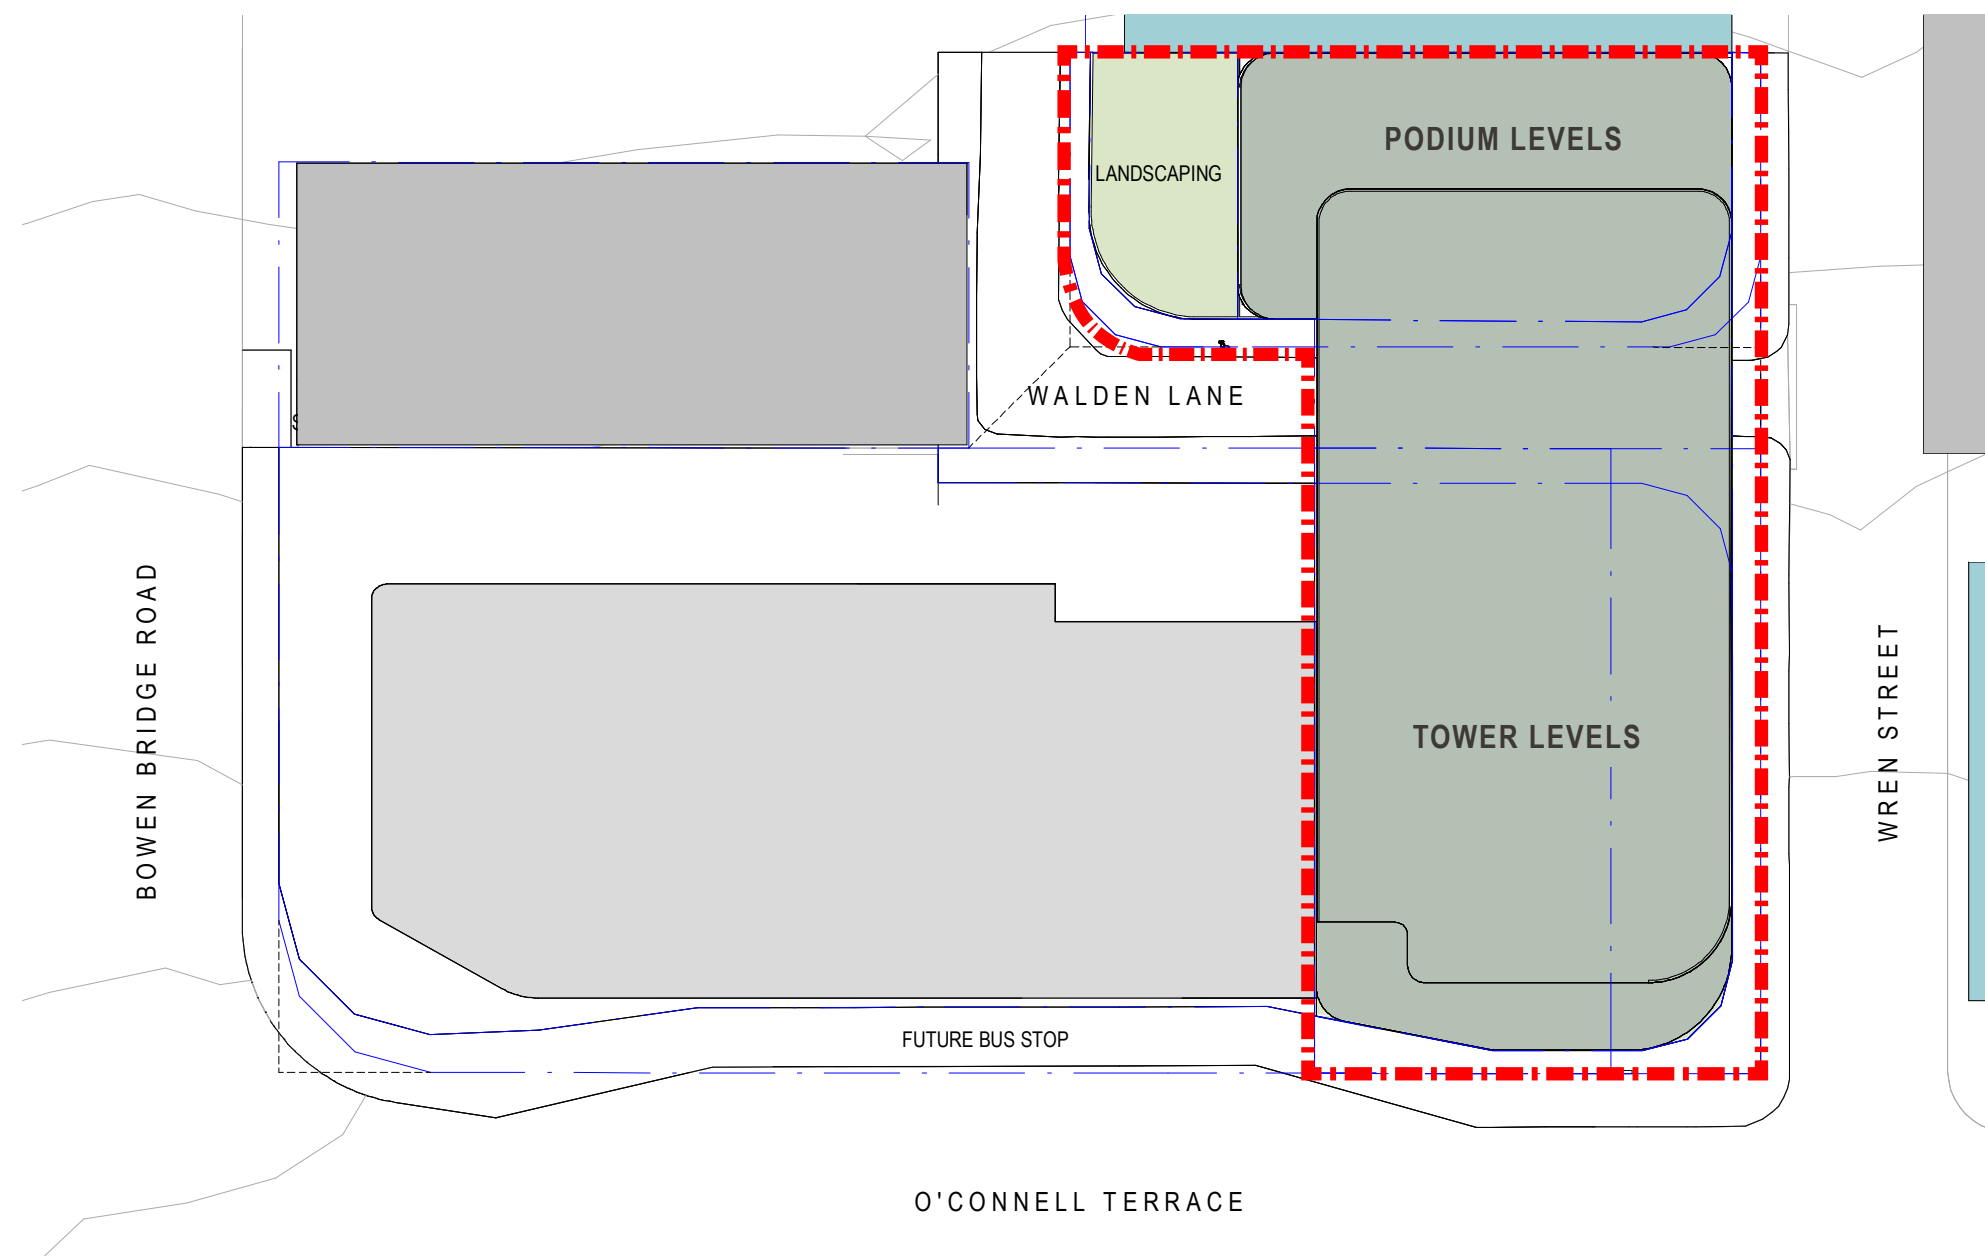 PODIUM LEVELS
LANDSCAPING
WALDEN LANE
BOWEN BRIDGE ROAD
WREN STREET
TOWER LEVELS
FUTURE BUS STOP
O'CONNELL TERRACE